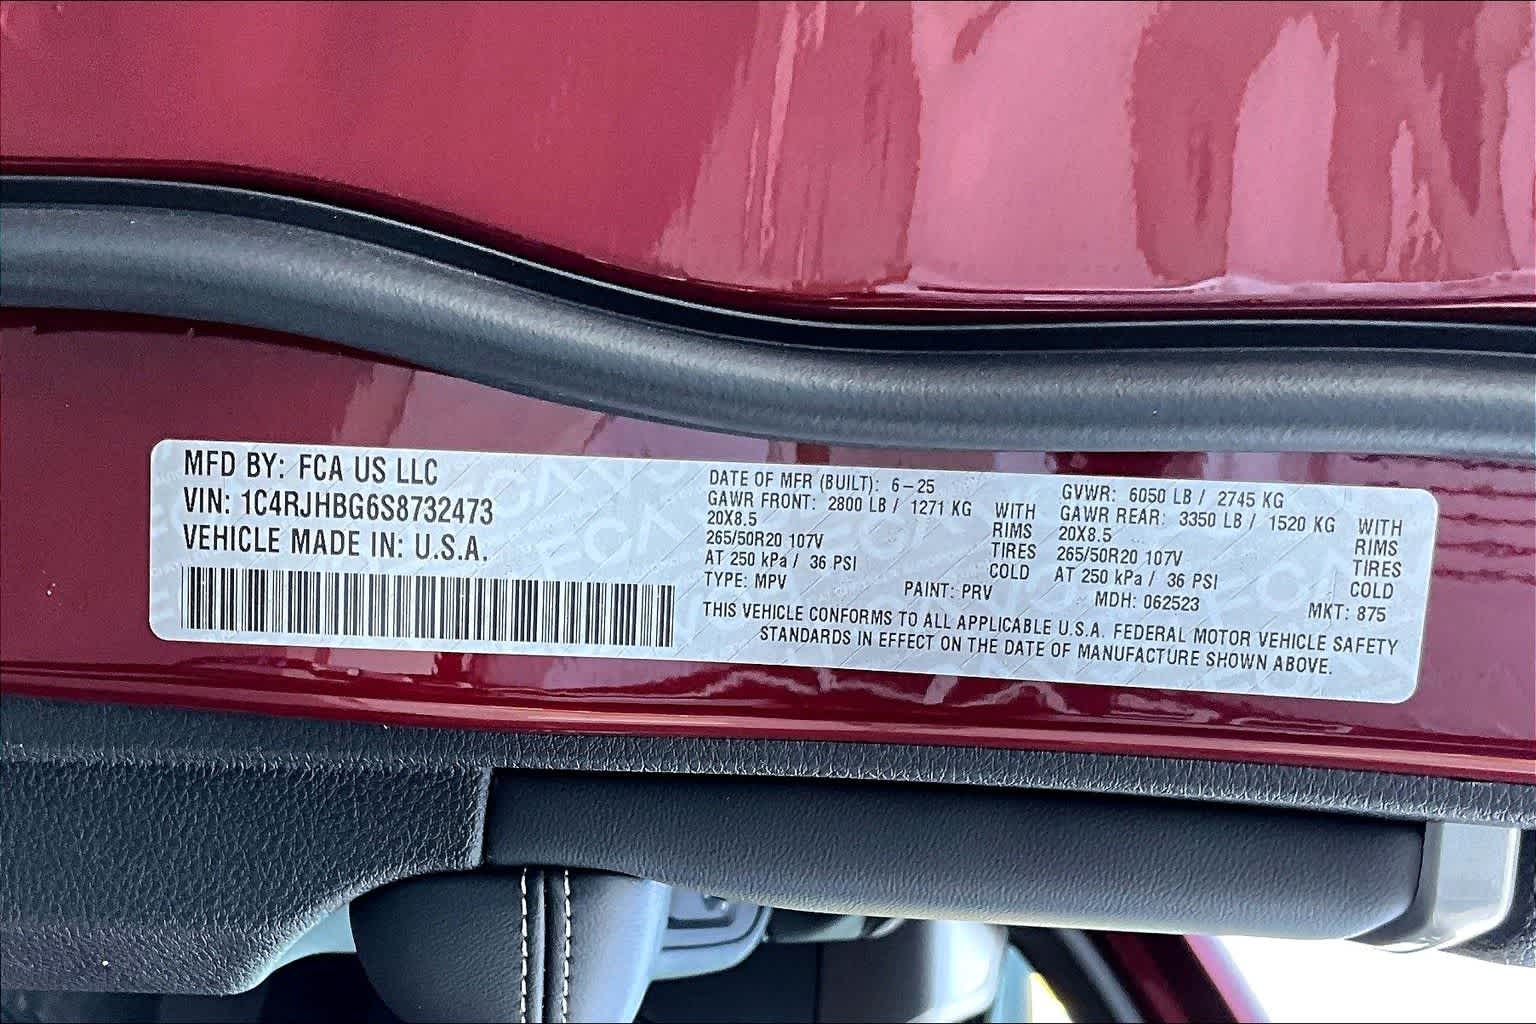 MFD BY: FCA US LLC
VIN: 1C4RJHBG6S8732473
VEHICLE MADE IN: U.S.A.
DATE OF MFR (BUILT): 6-25
GAWR FRONT: 2800 LB / 1271 KG WITH
20X8.5 RIMS
265/50R20 107V TIRES
AT 250 kPa / 36 PSI COLD
GVWR: 6050 LB / 2745 KG
GAWR REAR: 3350 LB / 1520 KG WITH
20X8.5 RIMS
265/50R20 107V TIRES
AT 250 kPa / 36 PSI COLD
TYPE: MPV PAINT: PRV MDH: 062523 MKT: 875
THIS VEHICLE CONFORMS TO ALL APPLICABLE U.S.A. FEDERAL MOTOR VEHICLE SAFETY
STANDARDS IN EFFECT ON THE DATE OF MANUFACTURE SHOWN ABOVE.